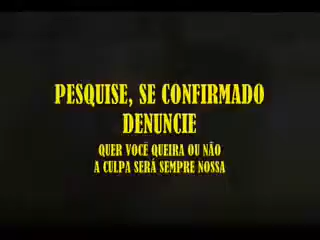 PESQUISE, SE CONFIRMADO
DENUNCIE
QUER VOCÊ QUEIRA OU NÃO
A CULPA SERÁ SEMPRE NOSSA